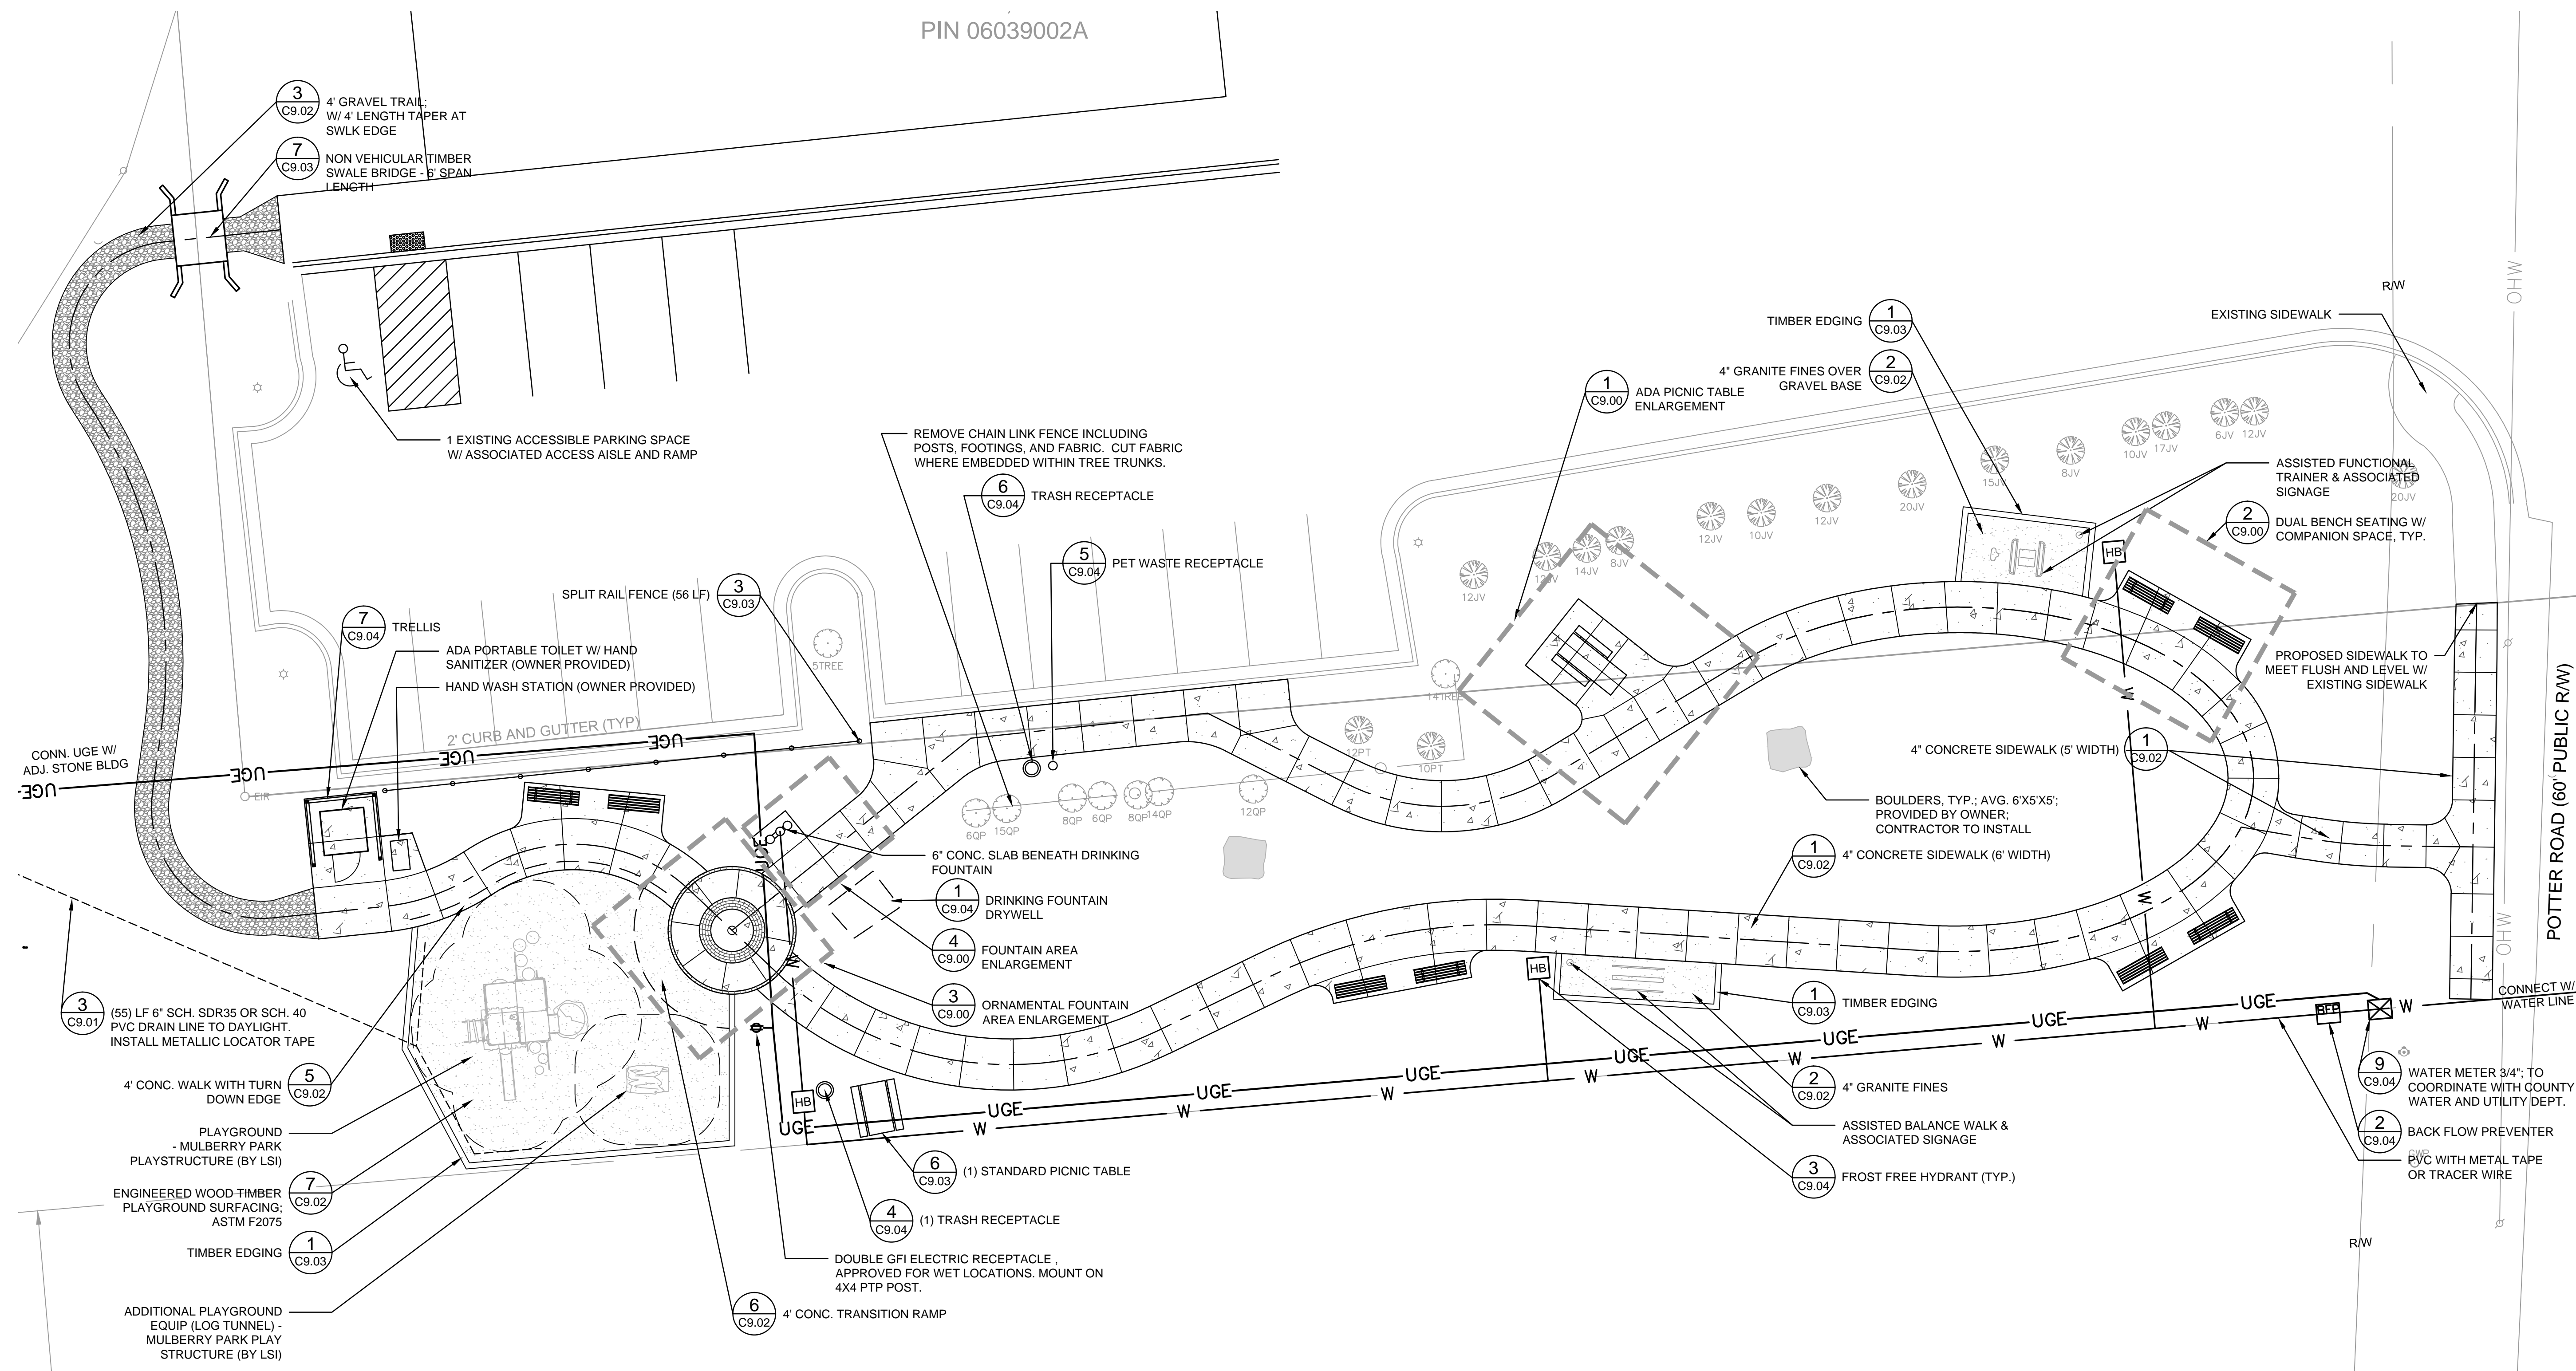 PIN 06039002A
3
C9.02
4' GRAVEL TRAIL;
W/ 4' LENGTH TAPER AT
SWLK EDGE
7
C9.03
NON VEHICULAR TIMBER
SWALE BRIDGE - 6' SPAN
LENGTH
1 EXISTING ACCESSIBLE PARKING SPACE
W/ ASSOCIATED ACCESS AISLE AND RAMP
REMOVE CHAIN LINK FENCE INCLUDING
POSTS, FOOTINGS, AND FABRIC. CUT FABRIC
WHERE EMBEDDED WITHIN TREE TRUNKS.
6
C9.04
TRASH RECEPTACLE
5
C9.04
PET WASTE RECEPTACLE
SPLIT RAIL FENCE (56 LF)
3
C9.03
7
C9.04
TRELLIS
ADA PORTABLE TOILET W/ HAND
SANITIZER (OWNER PROVIDED)
HAND WASH STATION (OWNER PROVIDED)
2' CURB AND GUTTER (TYP)
5TREE
TIMBER EDGING
1
C9.03
4" GRANITE FINES OVER
GRAVEL BASE
2
C9.02
1
C9.00
ADA PICNIC TABLE
ENLARGEMENT
R/W
EXISTING SIDEWALK
OHW
6JV
12JV
10JV
17JV
8JV
15JV
20JV
12JV
10JV
12JV
8JV
14JV
12JV
12JV
20JV
ASSISTED FUNCTIONAL
TRAINER & ASSOCIATED
SIGNAGE
2
C9.00
DUAL BENCH SEATING W/
COMPANION SPACE, TYP.
HB
14TREE
12PT
10PT
PROPOSED SIDEWALK TO
MEET FLUSH AND LEVEL W/
EXISTING SIDEWALK
POTTER ROAD (60' PUBLIC R/W)
4" CONCRETE SIDEWALK (5' WIDTH)
1
C9.02
CONN. UGE W/
ADJ. STONE BLDG
UGE
UGE
UGE
UGE
EIR
UGE
6QP
15QP
8QP
6QP
8QP
14QP
12QP
BOULDERS, TYP.; AVG. 6'X5'X5';
PROVIDED BY OWNER;
CONTRACTOR TO INSTALL
1
C9.02
4" CONCRETE SIDEWALK (6' WIDTH)
6" CONC. SLAB BENEATH DRINKING
FOUNTAIN
1
C9.04
DRINKING FOUNTAIN
DRYWELL
4
C9.00
FOUNTAIN AREA
ENLARGEMENT
3
C9.00
ORNAMENTAL FOUNTAIN
AREA ENLARGEMENT
W
W
W
OHW
HB
1
C9.03
TIMBER EDGING
CONNECT W/
WATER LINE
3
C9.01
(55) LF 6" SCH. SDR35 OR SCH. 40
PVC DRAIN LINE TO DAYLIGHT.
INSTALL METALLIC LOCATOR TAPE
4' CONC. WALK WITH TURN
DOWN EDGE
5
C9.02
PLAYGROUND
- MULBERRY PARK
PLAYSTRUCTURE (BY LSI)
ENGINEERED WOOD TIMBER
PLAYGROUND SURFACING;
ASTM F2075
7
C9.02
TIMBER EDGING
1
C9.03
ADDITIONAL PLAYGROUND
EQUIP (LOG TUNNEL) -
MULBERRY PARK PLAY
STRUCTURE (BY LSI)
HB
UGE
UGE
UGE
UGE
UGE
UGE
UGE
UGE
W
W
W
W
W
W
W
W
BFP
2
C9.02
4" GRANITE FINES
ASSISTED BALANCE WALK &
ASSOCIATED SIGNAGE
3
C9.04
FROST FREE HYDRANT (TYP.)
9
C9.04
WATER METER 3/4"; TO
COORDINATE WITH COUNTY
WATER AND UTILITY DEPT.
2
C9.04
BACK FLOW PREVENTER
PVC WITH METAL TAPE
OR TRACER WIRE
6
C9.03
(1) STANDARD PICNIC TABLE
4
C9.04
(1) TRASH RECEPTACLE
DOUBLE GFI ELECTRIC RECEPTACLE ,
APPROVED FOR WET LOCATIONS. MOUNT ON
4X4 PTP POST.
6
C9.02
4' CONC. TRANSITION RAMP
R/W